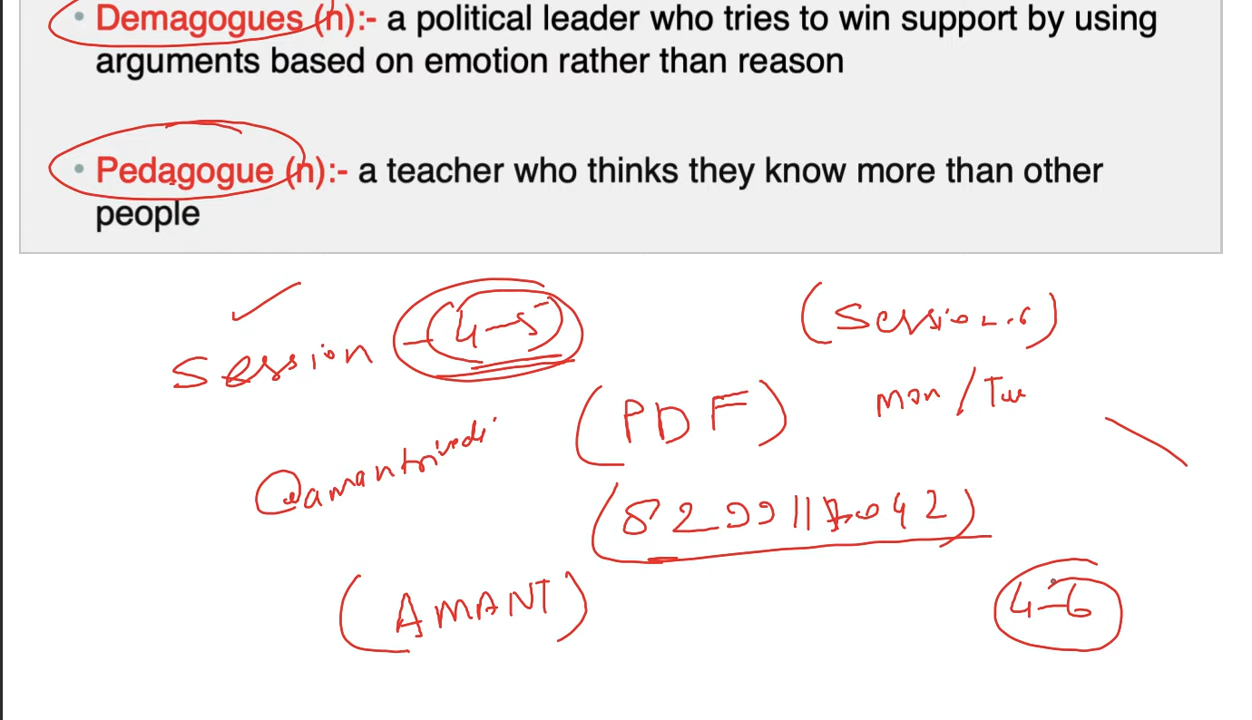 • Demagogues (n):- a political leader who tries to win support by using
arguments based on emotion rather than reason
• Pedagogue (n):- a teacher who thinks they know more than other
people
Session -(4-5)
(Session-6)
(PDF)
Mon/Tue
@amantrivedi
(8299117042)
(AMANT)
4-6